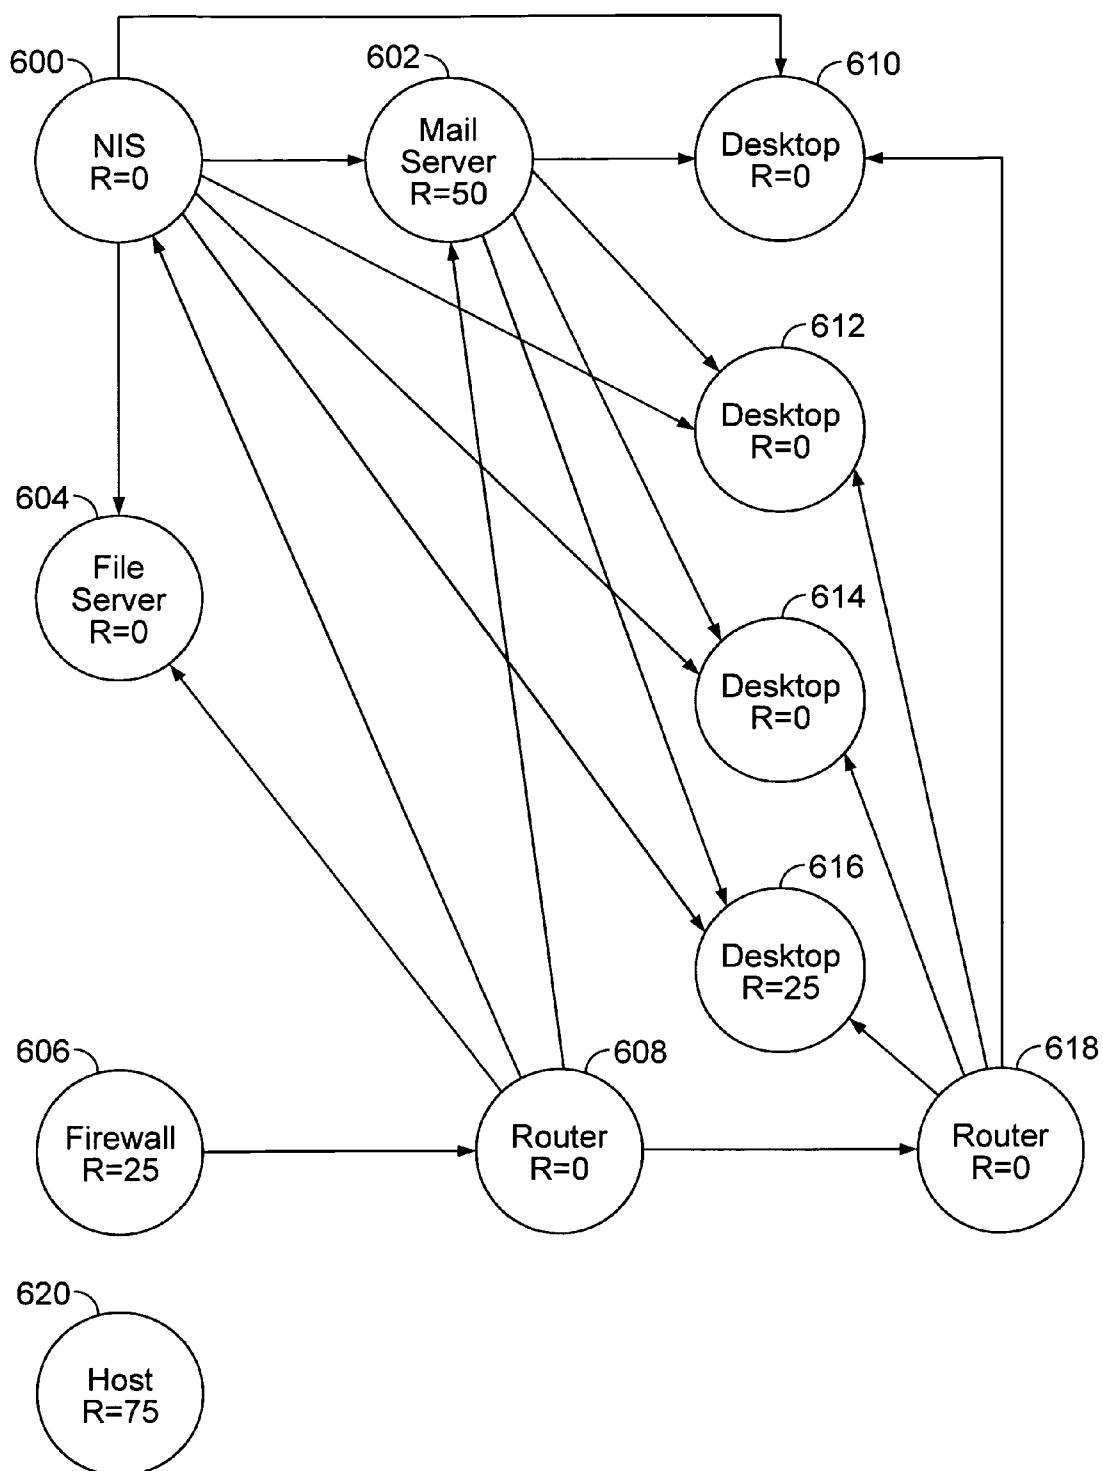 600
NIS
R=0
602
Mail
Server
R=50
610
Desktop
R=0
612
Desktop
R=0
604
File
Server
R=0
614
Desktop
R=0
616
Desktop
R=25
606
Firewall
R=25
608
Router
R=0
618
Router
R=0
620
Host
R=75